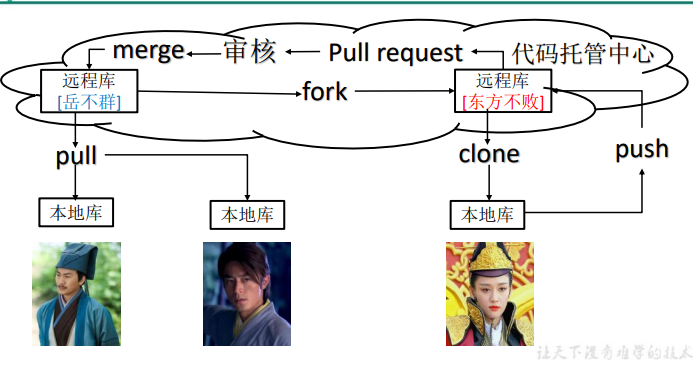 merge
审核
Pull request
代码托管中心
远程库
[岳不群]
fork
远程库
[东方不败]
pull
clone
push
本地库
本地库
本地库
让天下没有难学的技术